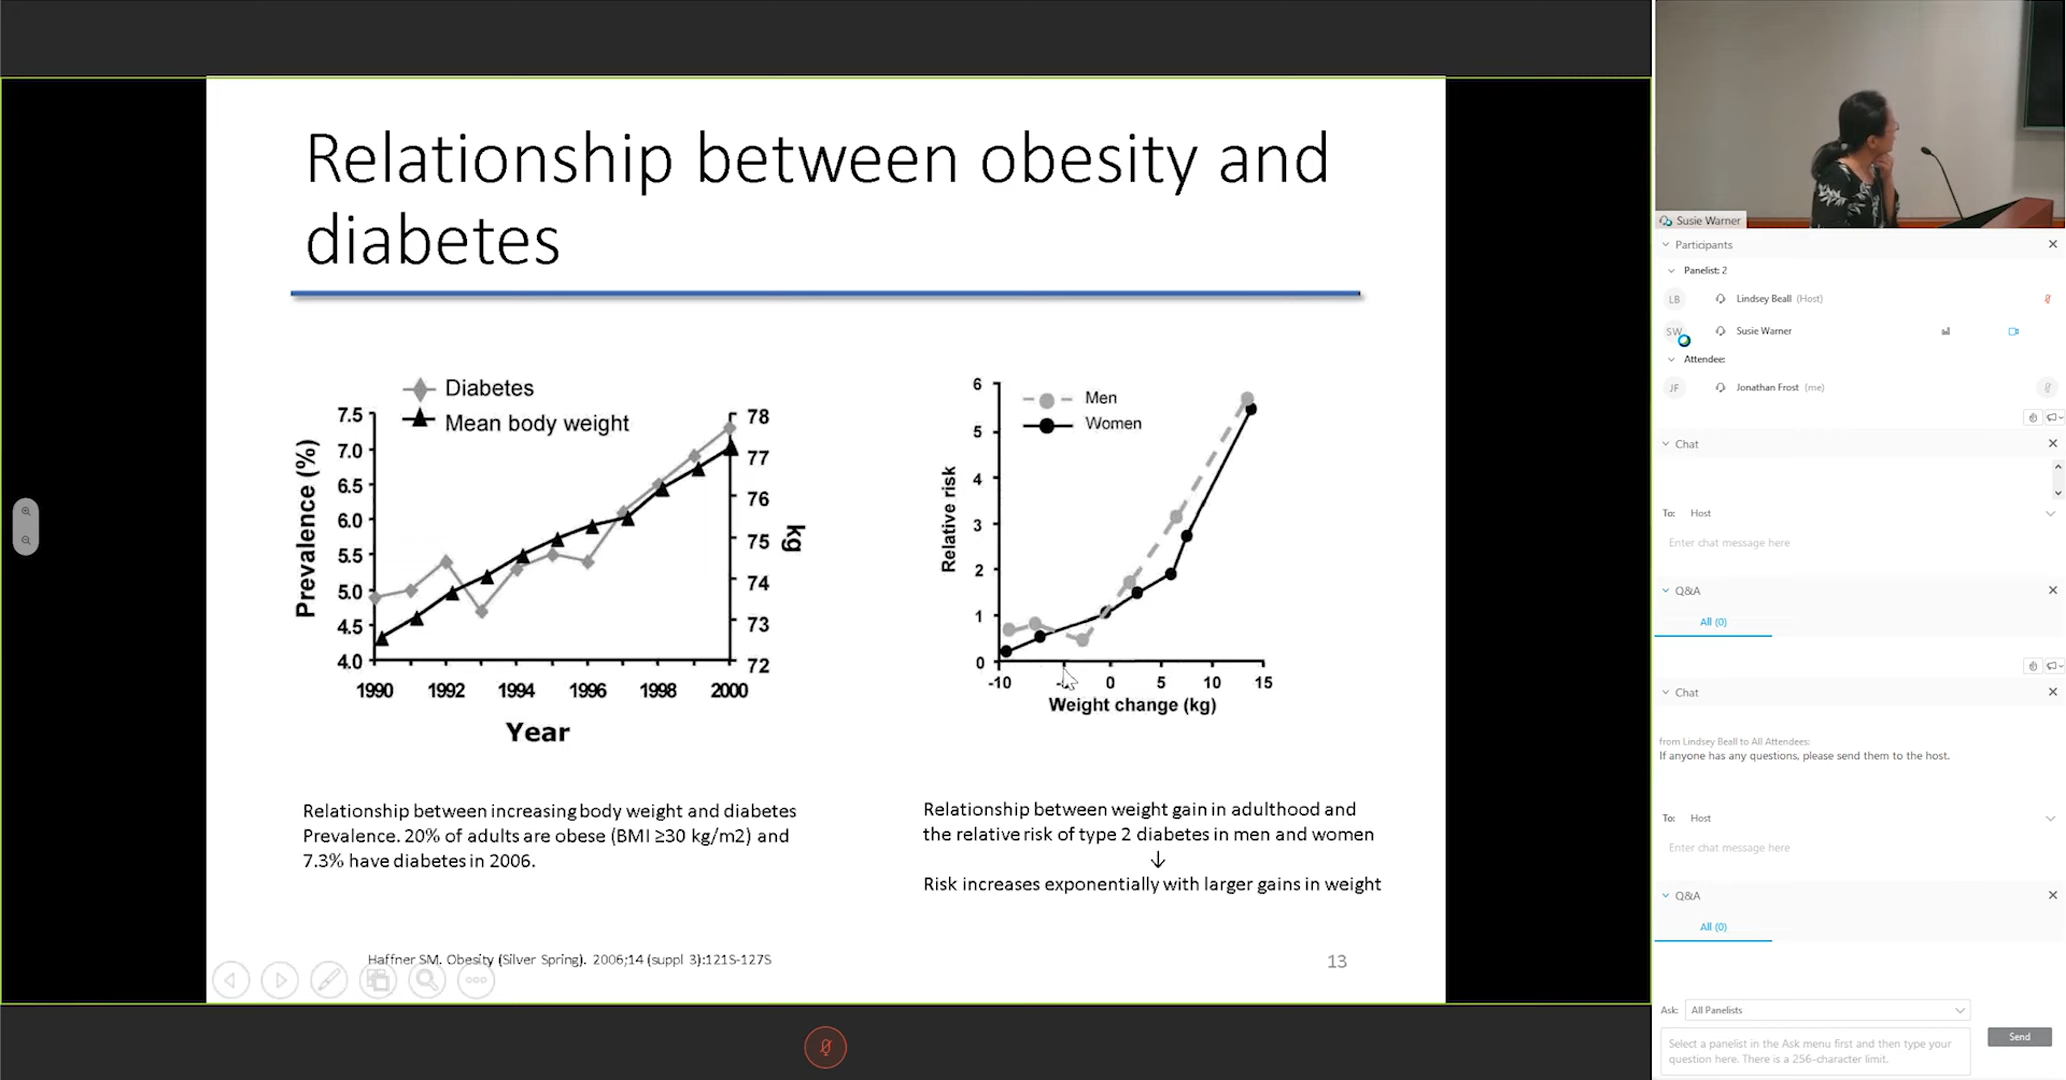 Relationship between obesity and
diabetes
Diabetes
Mean body weight
7.5
7.0
6.5
6.0
5.5
5.0
4.5
4.0
Prevalence (%)
78
77
76
75
74
73
72
kg
1990 1992 1994 1996 1998 2000
Year
Men
Women
6
5
4
3
2
1
0
Relative risk
-10 0 5 10 15
Weight change (kg)
Relationship between increasing body weight and diabetes
Prevalence. 20% of adults are obese (BMI ≥30 kg/m2) and
7.3% have diabetes in 2006.
Relationship between weight gain in adulthood and
the relative risk of type 2 diabetes in men and women
↓
Risk increases exponentially with larger gains in weight
Haffner SM. Obesity (Silver Spring). 2006;14 (suppl 3):121S-127S
13
Susie Warner
Participants
Panelist: 2
LB Lindsey Beall (Host)
SW Susie Warner
Attendee:
JF Jonathan Frost (me)
Chat
To: Host
Enter chat message here
Q&A
All (0)
Chat
from Lindsey Beall to All Attendees:
If anyone has any questions, please send them to the host.
To: Host
Enter chat message here
Q&A
All (0)
Ask: All Panelists
Select a panelist in the Ask menu first and then type your
question here. There is a 256-character limit.
Send